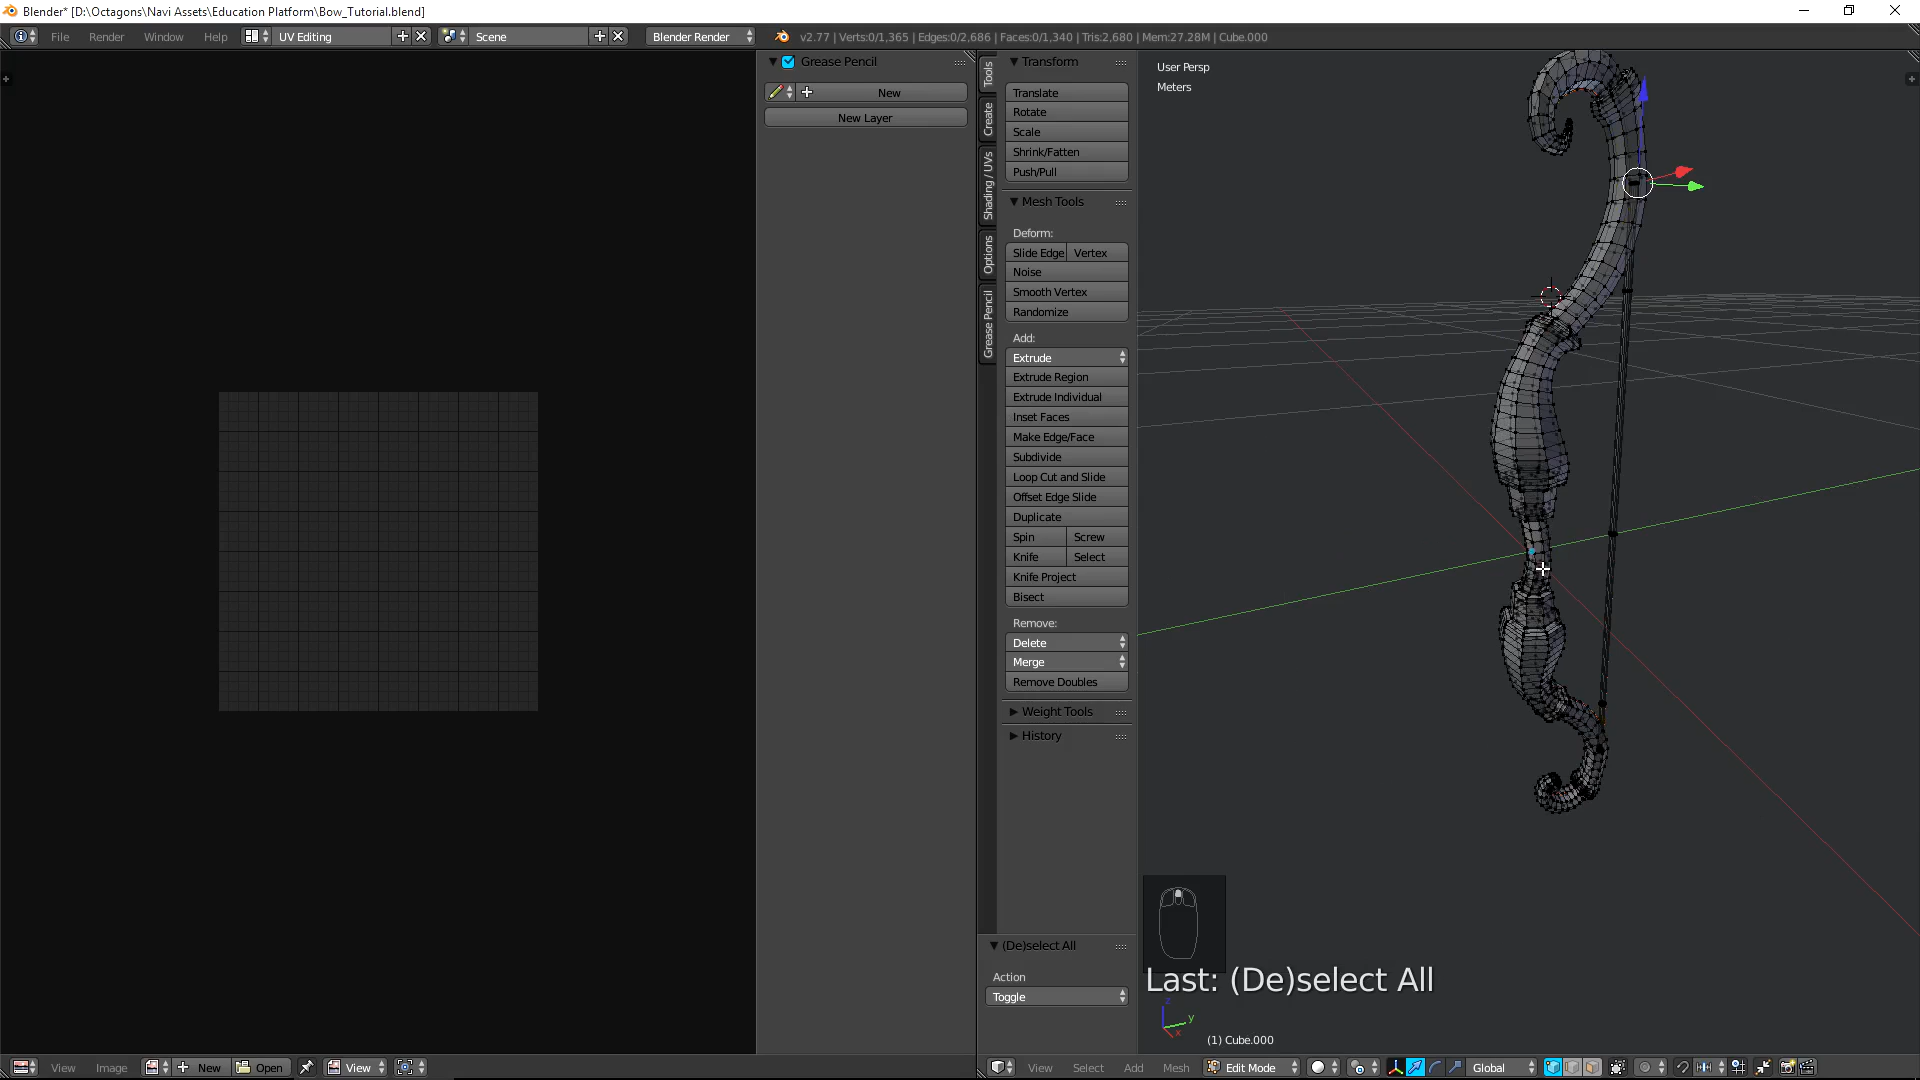 Blender* [D:\Octagons\Navi Assets\Education Platform\Bow_Tutorial.blend]
File Render Window Help UV Editing Scene Blender Render v2.77 | Verts:0/1,365 | Edges:0/2,686 | Faces:0/1,340 | Tris:2,680 | Mem:27.28M | Cube.000
Grease Pencil
New
New Layer
Tools
Create
Shading / UVs
Options
Grease Pencil
Transform
Translate
Rotate
Scale
Shrink/Fatten
Push/Pull
Mesh Tools
Deform:
Slide Edge Vertex
Noise
Smooth Vertex
Randomize
Add:
Extrude
Extrude Region
Extrude Individual
Inset Faces
Make Edge/Face
Subdivide
Loop Cut and Slide
Offset Edge Slide
Duplicate
Spin Screw
Knife Select
Knife Project
Bisect
Remove:
Delete
Merge
Remove Doubles
Weight Tools
History
(De)select All
Action
Toggle
User Persp
Meters
Last: (De)select All
z
y
x
(1) Cube.000
View Image New Open View
View Select Add Mesh Edit Mode Global